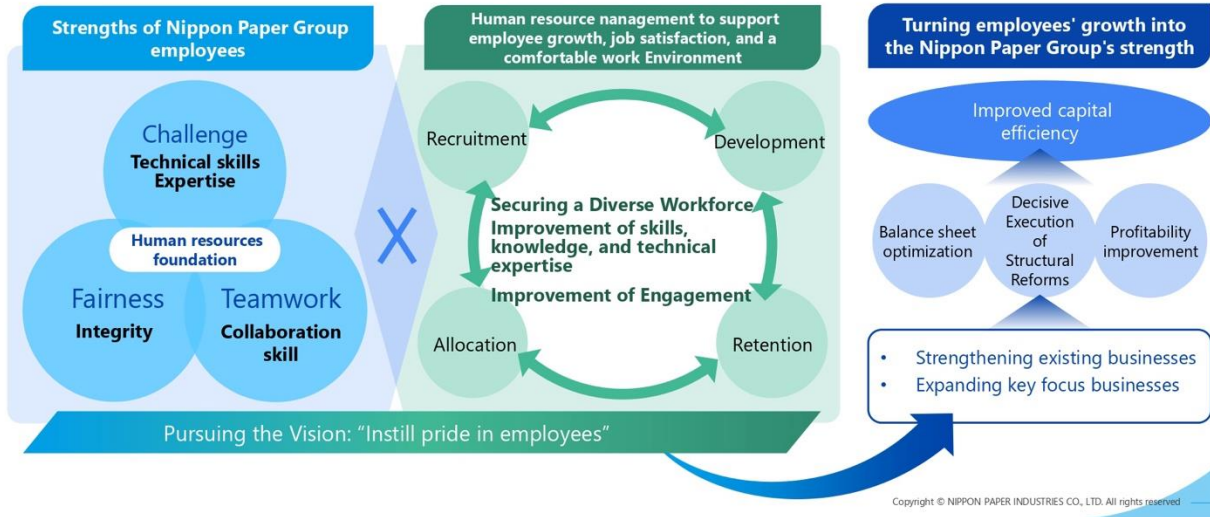 Strengths of Nippon Paper Group
employees
Challenge
Technical skills
Expertise
Human resources
foundation
Fairness
Integrity
Teamwork
Collaboration
skill
X
Human resource nanagement to support
employee growth, job satisfaction, and a
comfortable work Environment
Recruitment
Development
Securing a Diverse Workforce
Improvement of skills,
knowledge, and technical
expertise
Improvement of Engagement
Allocation
Retention
Pursuing the Vision: “Instill pride in employees”
Turning employees' growth into
the Nippon Paper Group's strength
Improved capital
efficiency
Balance sheet
optimization
Decisive
Execution
of
Structural
Reforms
Profitability
improvement
• Strengthening existing businesses
• Expanding key focus businesses
Copyright © NIPPON PAPER INDUSTRIES CO., LTD. All rights reserved